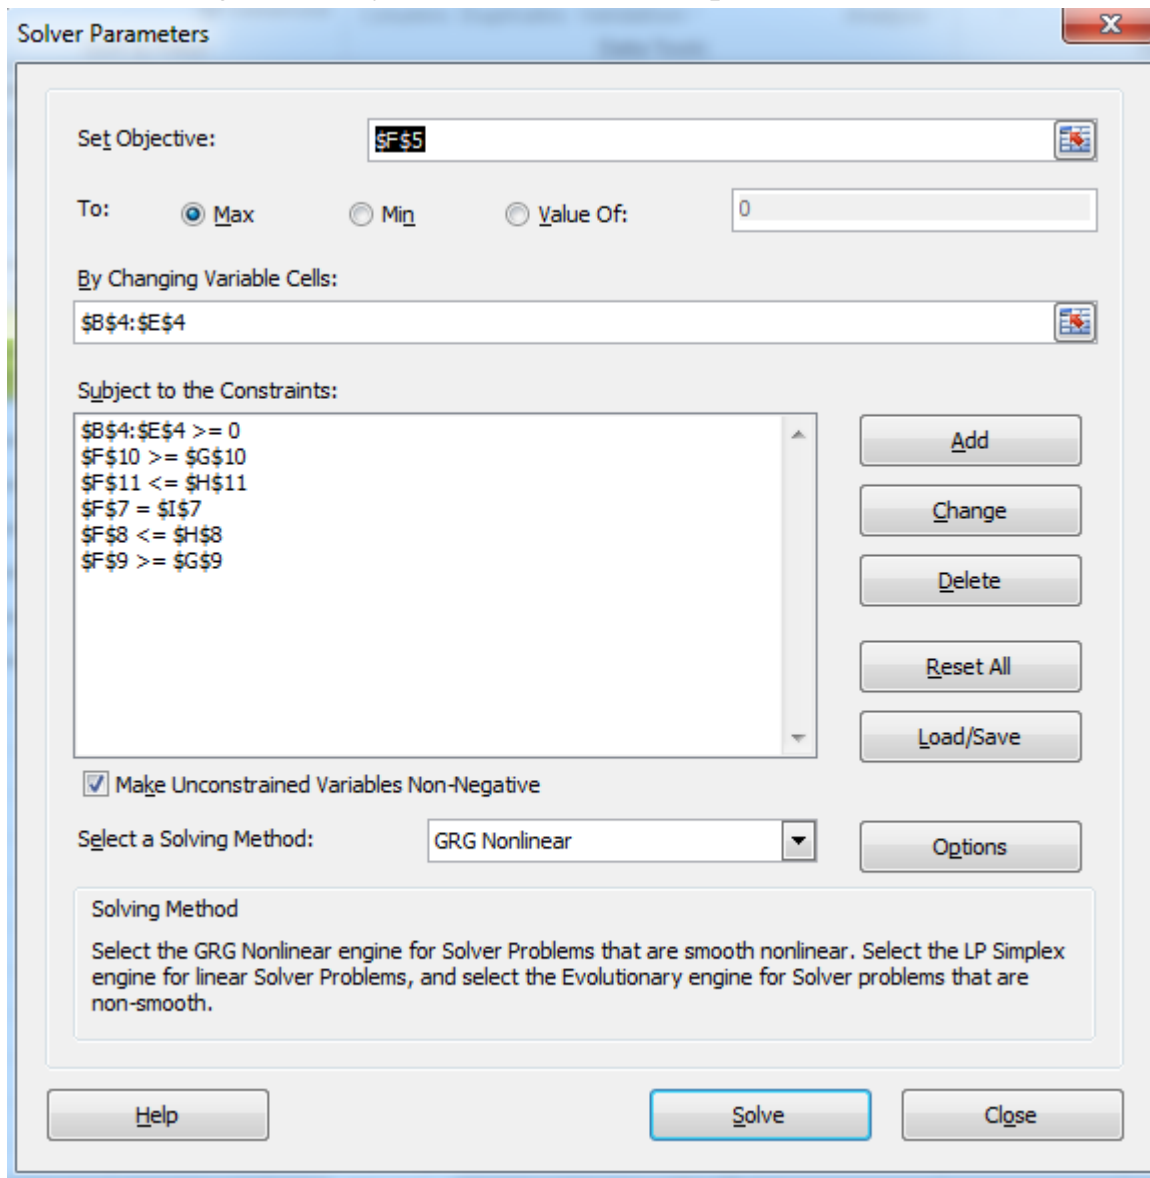 Solver Parameters
Set Objective: $F$5
To: Max Min Value Of: 0
By Changing Variable Cells:
$B$4:$E$4
Subject to the Constraints:
$B$4:$E$4 >= 0
$F$10 >= $G$10
$F$11 <= $H$11
$F$7 = $I$7
$F$8 <= $H$8
$F$9 >= $G$9
Add
Change
Delete
Reset All
Load/Save
Make Unconstrained Variables Non-Negative
Select a Solving Method: GRG Nonlinear Options
Solving Method
Select the GRG Nonlinear engine for Solver Problems that are smooth nonlinear. Select the LP Simplex
engine for linear Solver Problems, and select the Evolutionary engine for Solver problems that are
non-smooth.
Help Solve Close